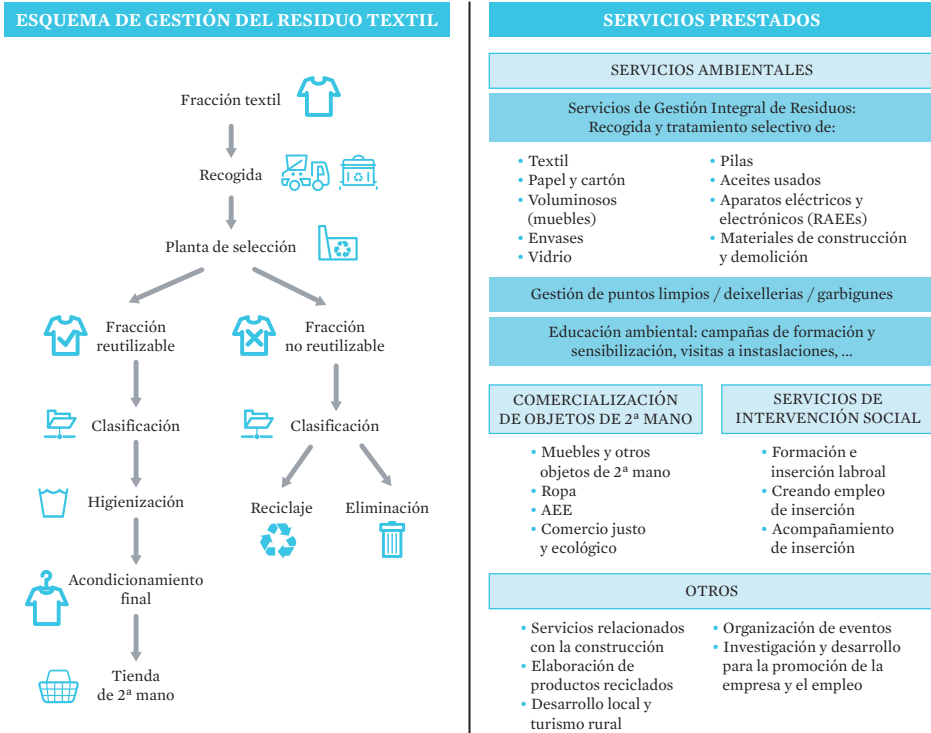 ESQUEMA DE GESTIÓN DEL RESIDUO TEXTIL
Fracción textil
Recogida
Planta de selección
Fracción
reutilizable
Fracción
no reutilizable
Clasificación
Clasificación
Higienización
Reciclaje
Eliminación
Acondicionamiento
final
Tienda
de 2ª mano
SERVICIOS PRESTADOS
SERVICIOS AMBIENTALES
Servicios de Gestión Integral de Residuos:
Recogida y tratamiento selectivo de:
• Textil
• Papel y cartón
• Voluminosos
(muebles)
• Envases
• Vidrio
• Pilas
• Aceites usados
• Aparatos eléctricos y
electrónicos (RAEEs)
• Materiales de construcción
y demolición
Gestión de puntos limpios / deixellerias / garbigunes
Educación ambiental: campañas de formación y
sensibilización, visitas a instaslaciones, ...
COMERCIALIZACIÓN
DE OBJETOS DE 2ª MANO
• Muebles y otros
objetos de 2ª mano
• Ropa
• AEE
• Comercio justo
y ecológico
SERVICIOS DE
INTERVENCIÓN SOCIAL
• Formación e
inserción labroal
• Creando empleo
de inserción
• Acompañamiento
de inserción
OTROS
• Servicios relacionados
con la construcción
• Elaboración de
productos reciclados
• Desarrollo local y
turismo rural
• Organización de eventos
• Investigación y desarrollo
para la promoción de la
empresa y el empleo